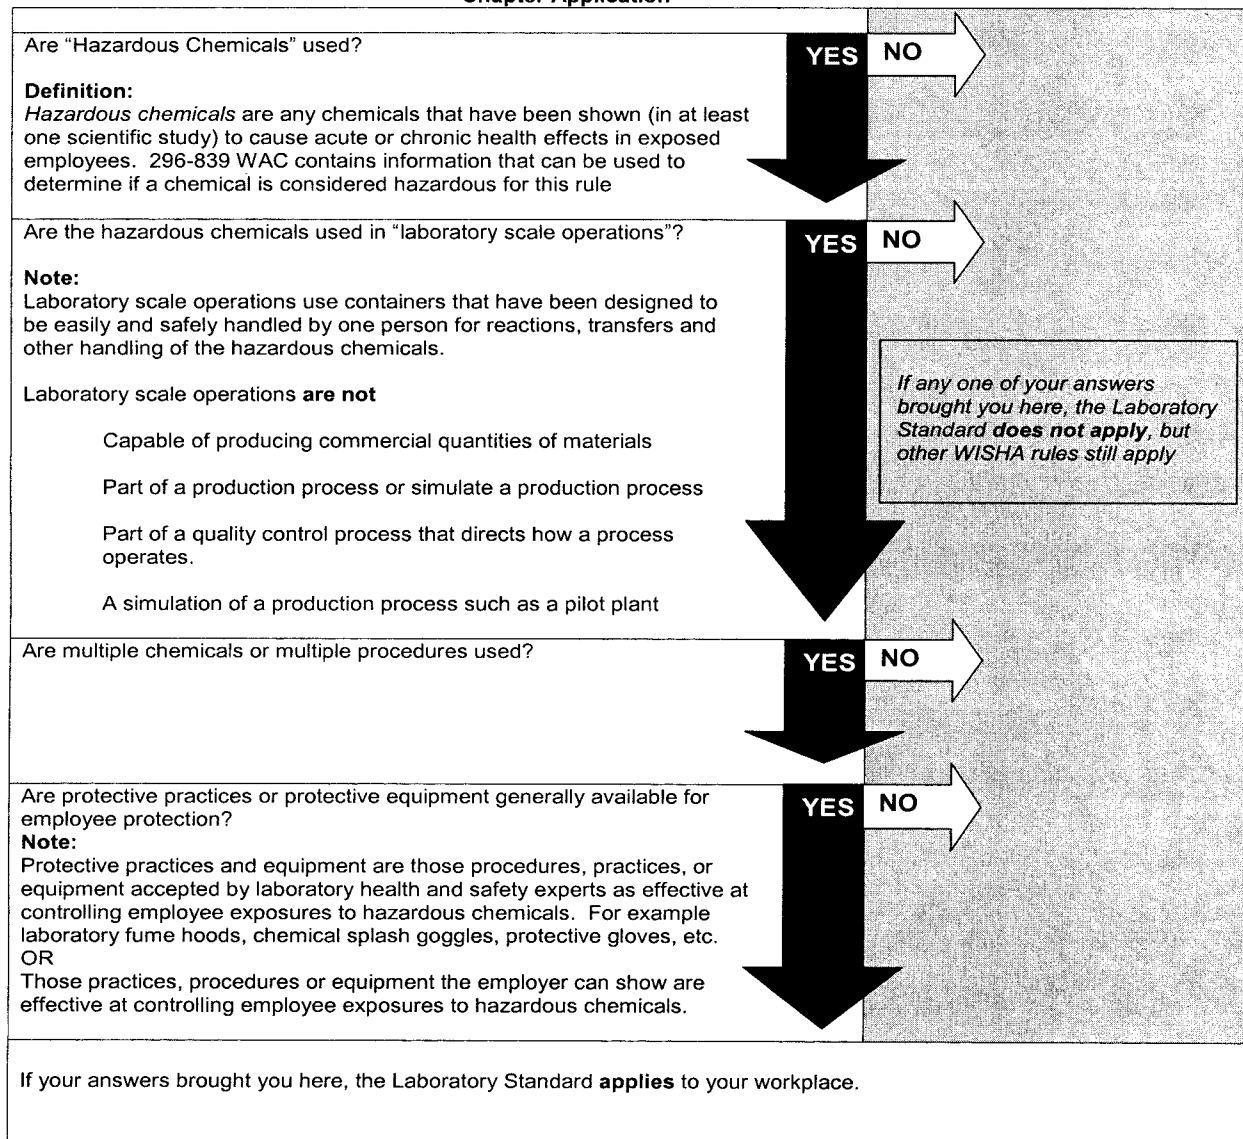 Are “Hazardous Chemicals” used?
YES
NO
Definition:
Hazardous chemicals are any chemicals that have been shown (in at least
one scientific study) to cause acute or chronic health effects in exposed
employees. 296-839 WAC contains information that can be used to
determine if a chemical is considered hazardous for this rule
Are the hazardous chemicals used in “laboratory scale operations”?
YES
NO
Note:
Laboratory scale operations use containers that have been designed to
be easily and safely handled by one person for reactions, transfers and
other handling of the hazardous chemicals.
Laboratory scale operations are not
Capable of producing commercial quantities of materials
Part of a production process or simulate a production process
Part of a quality control process that directs how a process
operates.
A simulation of a production process such as a pilot plant
If any one of your answers
brought you here, the Laboratory
Standard does not apply, but
other WISHA rules still apply
Are multiple chemicals or multiple procedures used?
YES
NO
Are protective practices or protective equipment generally available for
employee protection?
YES
NO
Note:
Protective practices and equipment are those procedures, practices, or
equipment accepted by laboratory health and safety experts as effective at
controlling employee exposures to hazardous chemicals. For example
laboratory fume hoods, chemical splash goggles, protective gloves, etc.
OR
Those practices, procedures or equipment the employer can show are
effective at controlling employee exposures to hazardous chemicals.
If your answers brought you here, the Laboratory Standard applies to your workplace.